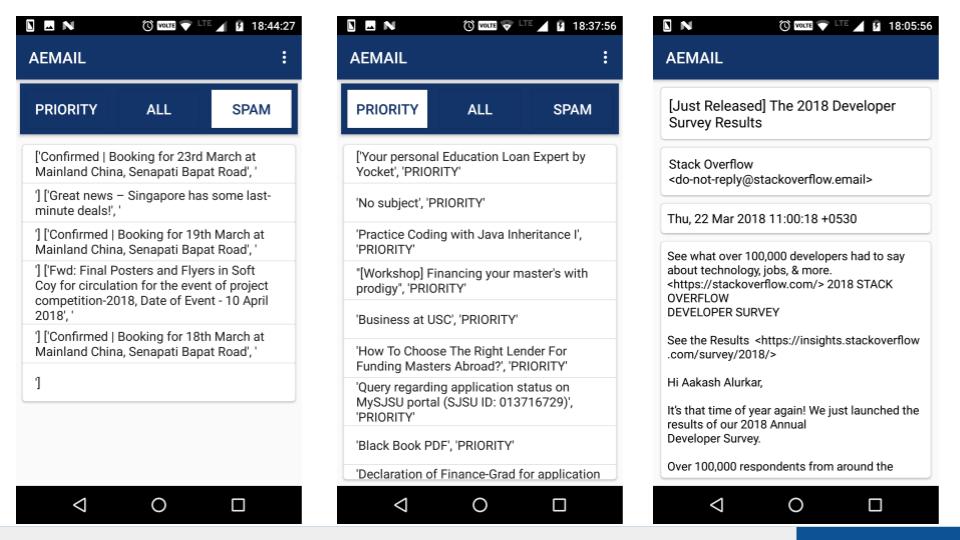 VOLTE LTE 18:44:27
AEMAIL
PRIORITY ALL SPAM
['Confirmed | Booking for 23rd March at
Mainland China, Senapati Bapat Road', '
'] ['Great news – Singapore has some last-
minute deals!', '
'] ['Confirmed | Booking for 19th March at
Mainland China, Senapati Bapat Road', '
'] ['Fwd: Final Posters and Flyers in Soft
Coy for circulation for the event of project
competition-2018, Date of Event - 10 April
2018', '
'] ['Confirmed | Booking for 18th March at
Mainland China, Senapati Bapat Road', '
']
VOLTE LTE 18:37:56
AEMAIL
PRIORITY ALL SPAM
['Your personal Education Loan Expert by
Yocket', 'PRIORITY'
'No subject', 'PRIORITY'
'Practice Coding with Java Inheritance I',
'PRIORITY'
"[Workshop] Financing your master's with
prodigy", 'PRIORITY'
'Business at USC', 'PRIORITY'
'How To Choose The Right Lender For
Funding Masters Abroad?', 'PRIORITY'
'Query regarding application status on
MySJSU portal (SJSU ID: 013716729)',
'PRIORITY'
'Black Book PDF', 'PRIORITY'
'Declaration of Finance-Grad for application
VOLTE LTE 18:05:56
AEMAIL
[Just Released] The 2018 Developer
Survey Results
Stack Overflow
<do-not-reply@stackoverflow.email>
Thu, 22 Mar 2018 11:00:18 +0530
See what over 100,000 developers had to say
about technology, jobs, & more.
<https://stackoverflow.com/> 2018 STACK
OVERFLOW
DEVELOPER SURVEY
See the Results <https://insights.stackoverflow
.com/survey/2018/>
Hi Aakash Alurkar,
It's that time of year again! We just launched the
results of our 2018 Annual
Developer Survey.
Over 100,000 respondents from around the